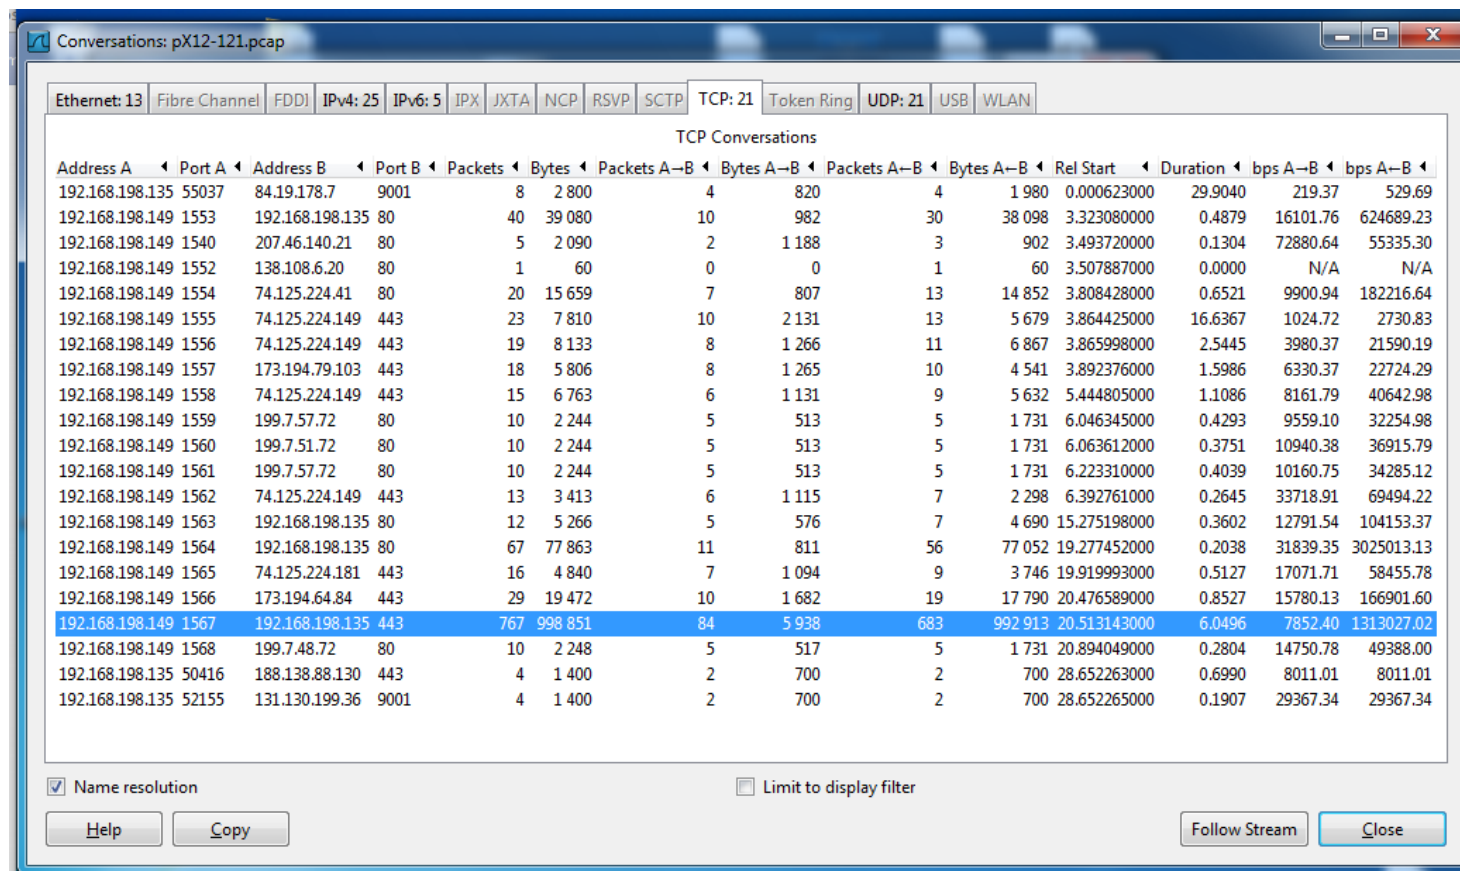 Conversations: pX12-121.pcap
Ethernet: 13 Fibre Channel FDDI IPv4: 25 IPv6: 5 IPX JXTA NCP RSVP SCTP TCP: 21 Token Ring UDP: 21 USB WLAN
TCP Conversations
Address A Port A Address B Port B Packets Bytes Packets A→B Bytes A→B Packets A←B Bytes A←B Rel Start Duration bps A→B bps A←B
192.168.198.135 55037 84.19.178.7 9001 8 2 800 4 820 4 1 980 0.000623000 29.9040 219.37 529.69
192.168.198.149 1553 192.168.198.135 80 40 39 080 10 982 30 38 098 3.323080000 0.4879 16101.76 624689.23
192.168.198.149 1540 207.46.140.21 80 5 2 090 2 1 188 3 902 3.493720000 0.1304 72880.64 55335.30
192.168.198.149 1552 138.108.6.20 80 1 60 0 0 1 60 3.507887000 0.0000 N/A N/A
192.168.198.149 1554 74.125.224.41 80 20 15 659 7 807 13 14 852 3.808428000 0.6521 9900.94 182216.64
192.168.198.149 1555 74.125.224.149 443 23 7 810 10 2 131 13 5 679 3.864425000 16.6367 1024.72 2730.83
192.168.198.149 1556 74.125.224.149 443 19 8 133 8 1 266 11 6 867 3.865998000 2.5445 3980.37 21590.19
192.168.198.149 1557 173.194.79.103 443 18 5 806 8 1 265 10 4 541 3.892376000 1.5986 6330.37 22724.29
192.168.198.149 1558 74.125.224.149 443 15 6 763 6 1 131 9 5 632 5.444805000 1.1086 8161.79 40642.98
192.168.198.149 1559 199.7.57.72 80 10 2 244 5 513 5 1 731 6.046345000 0.4293 9559.10 32254.98
192.168.198.149 1560 199.7.51.72 80 10 2 244 5 513 5 1 731 6.063612000 0.3751 10940.38 36915.79
192.168.198.149 1561 199.7.57.72 80 10 2 244 5 513 5 1 731 6.223310000 0.4039 10160.75 34285.12
192.168.198.149 1562 74.125.224.149 443 13 3 413 6 1 115 7 2 298 6.392761000 0.2645 33718.91 69494.22
192.168.198.149 1563 192.168.198.135 80 12 5 266 5 576 7 4 690 15.275198000 0.3602 12791.54 104153.37
192.168.198.149 1564 192.168.198.135 80 67 77 863 11 811 56 77 052 19.277452000 0.2038 31839.35 3025013.13
192.168.198.149 1565 74.125.224.181 443 16 4 840 7 1 094 9 3 746 19.919993000 0.5127 17071.71 58455.78
192.168.198.149 1566 173.194.64.84 443 29 19 472 10 1 682 19 17 790 20.476589000 0.8527 15780.13 166901.60
192.168.198.149 1567 192.168.198.135 443 767 998 851 84 5 938 683 992 913 20.513143000 6.0496 7852.40 1313027.02
192.168.198.149 1568 199.7.48.72 80 10 2 248 5 517 5 1 731 20.894049000 0.2804 14750.78 49388.00
192.168.198.135 50416 188.138.88.130 443 4 1 400 2 700 2 700 28.652263000 0.6990 8011.01 8011.01
192.168.198.135 52155 131.130.199.36 9001 4 1 400 2 700 2 700 28.652265000 0.1907 29367.34 29367.34
Name resolution Limit to display filter
Help Copy Follow Stream Close